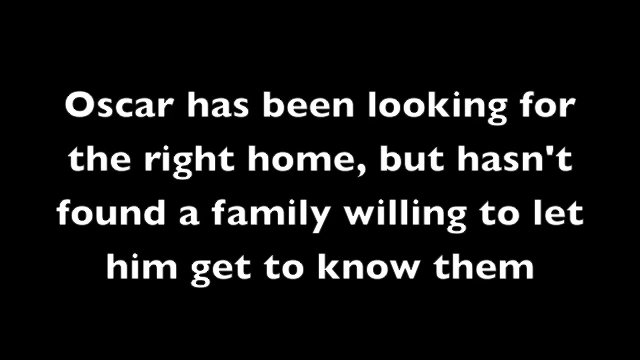 Oscar has been looking for
the right home, but hasn't
found a family willing to let
him get to know them